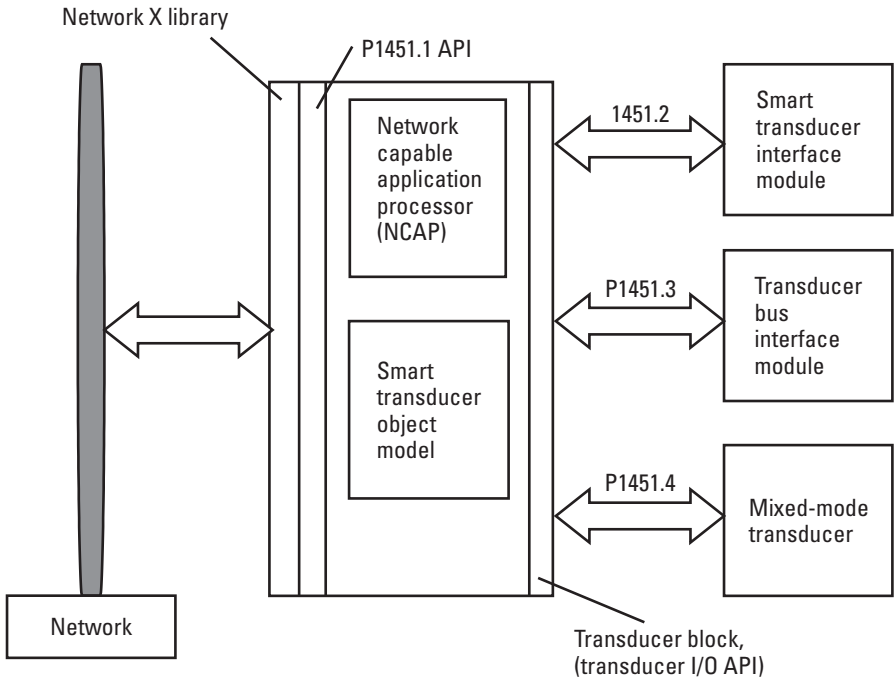 Network X library
P1451.1 API
Network
capable
application
processor
(NCAP)
Smart
transducer
object
model
1451.2
Smart
transducer
interface
module
P1451.3
Transducer
bus
interface
module
P1451.4
Mixed-mode
transducer
Network
Transducer block,
(transducer I/O API)